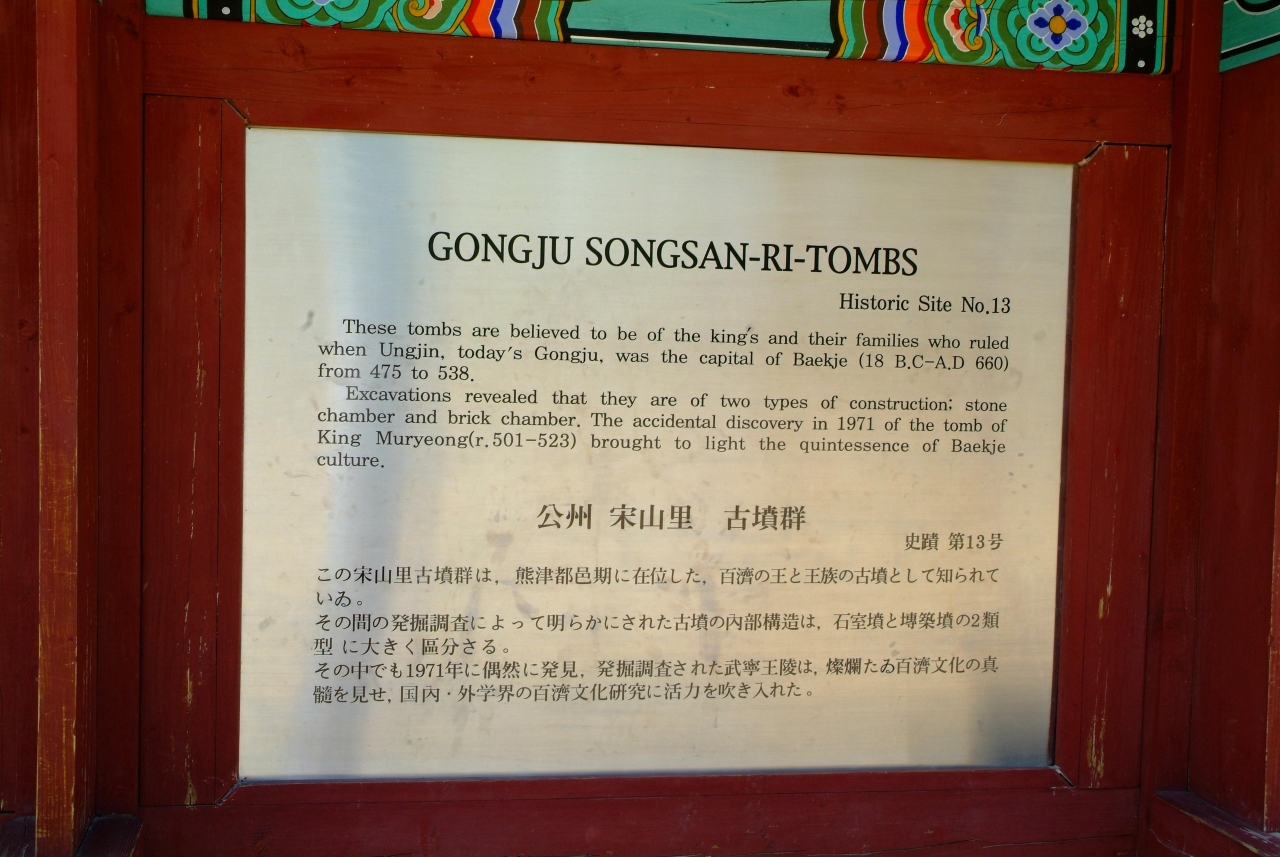 GONGJU SONGSAN-RI-TOMBS
Historic Site No.13
These tombs are believed to be of the king's and their families who ruled
when Ungjin, today's Gongju, was the capital of Baekje (18 B.C-A.D 660)
from 475 to 538.
Excavations revealed that they are of two types of construction; stone
chamber and brick chamber. The accidental discovery in 1971 of the tomb of
King Muryeong(r.501-523) brought to light the quintessence of Baekje
culture.
公州 宋山里 古墳群
史蹟 第13号
この宋山里古墳群は, 熊津都邑期に在位した, 百濟の王と王族の古墳として知られて
いゐ。
その間の発掘調査によって明らかにされた古墳の內部構造は, 石室墳と塼築墳の2類
型 に大きく區分さる。
その中でも1971年に偶然に発見, 発掘調査された武寧王陵は, 燦爛たゐ百濟文化の真
髓を見せ, 国內・外学界の百濟文化硏究に活力を吹き入れた。